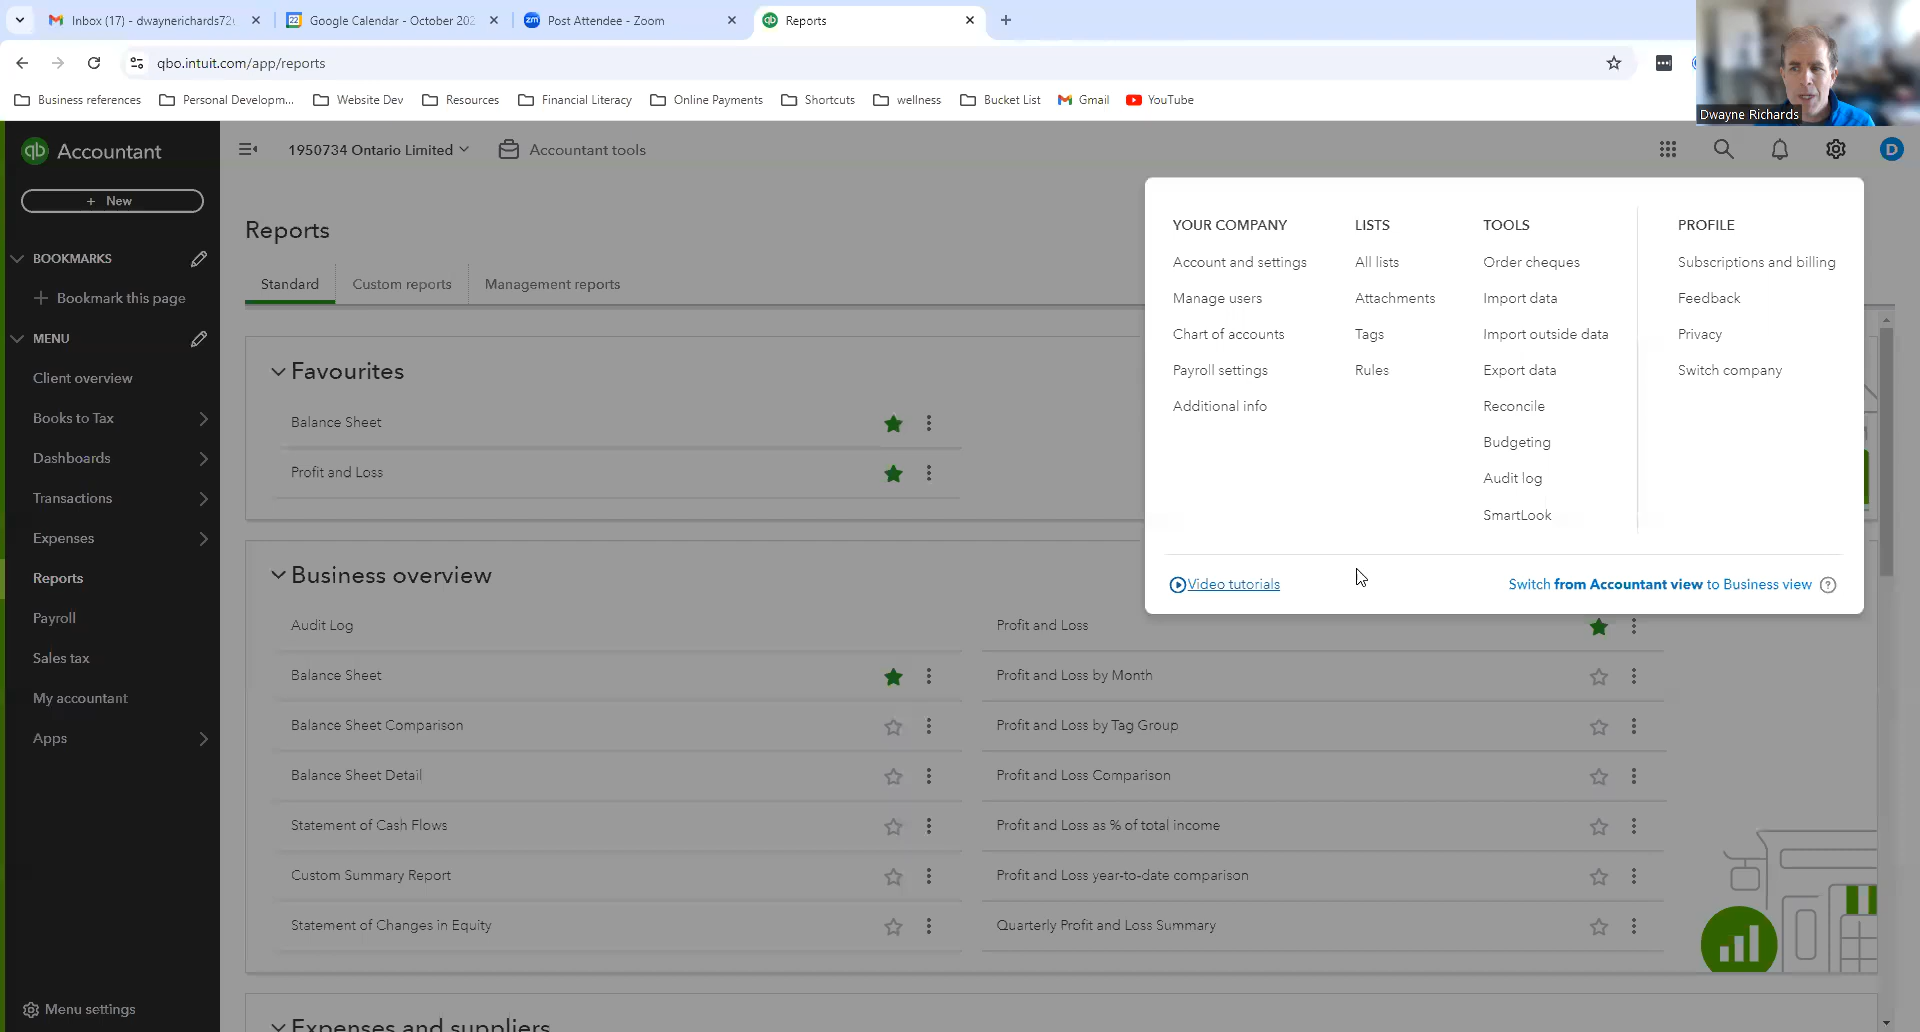 Inbox (17) - dwaynerichards72
Google Calendar - October 202
Post Attendee - Zoom
Reports
qbo.intuit.com/app/reports
Business references
Personal Developm...
Website Dev
Resources
Financial Literacy
Online Payments
Shortcuts
wellness
Bucket List
Gmail
YouTube
Dwayne Richards
qb Accountant
1950734 Ontario Limited
Accountant tools
D
+ New
BOOKMARKS
Bookmark this page
MENU
Client overview
Books to Tax
Dashboards
Transactions
Expenses
Reports
Payroll
Sales tax
My accountant
Apps
Menu settings
Reports
Standard
Custom reports
Management reports
Favourites
Balance Sheet
Profit and Loss
Business overview
Audit Log
Balance Sheet
Balance Sheet Comparison
Balance Sheet Detail
Statement of Cash Flows
Custom Summary Report
Statement of Changes in Equity
Profit and Loss
Profit and Loss by Month
Profit and Loss by Tag Group
Profit and Loss Comparison
Profit and Loss as % of total income
Profit and Loss year-to-date comparison
Quarterly Profit and Loss Summary
Expenses and suppliers
YOUR COMPANY
Account and settings
Manage users
Chart of accounts
Payroll settings
Additional info
LISTS
All lists
Attachments
Tags
Rules
TOOLS
Order cheques
Import data
Import outside data
Export data
Reconcile
Budgeting
Audit log
SmartLook
PROFILE
Subscriptions and billing
Feedback
Privacy
Switch company
Video tutorials
Switch from Accountant view to Business view